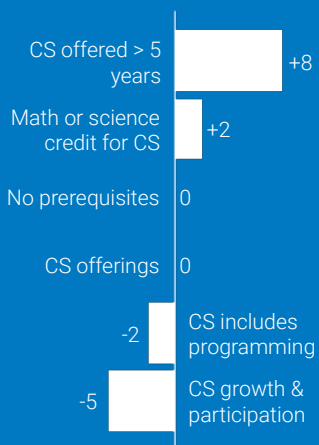 CS offered > 5
years
+8
Math or science
credit for CS
+2
No prerequisites
0
CS offerings
0
-2
CS includes
programming
-5
CS growth &
participation